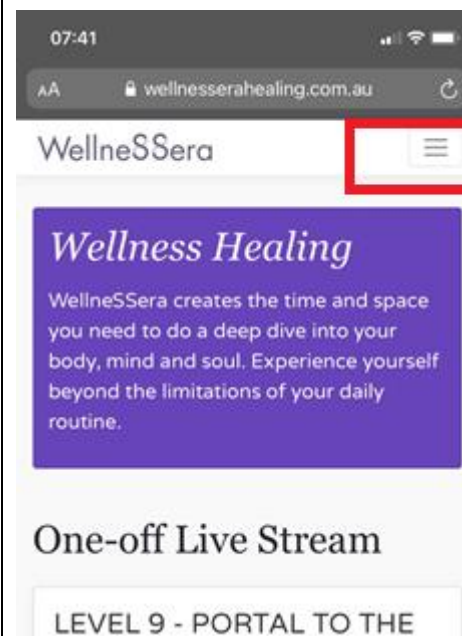 07:41
AA wellnesserahealing.com.au
WellneSSera
Wellness Healing
WellneSSera creates the time and space
you need to do a deep dive into your
body, mind and soul. Experience yourself
beyond the limitations of your daily
routine.
One-off Live Stream
LEVEL 9 - PORTAL TO THE